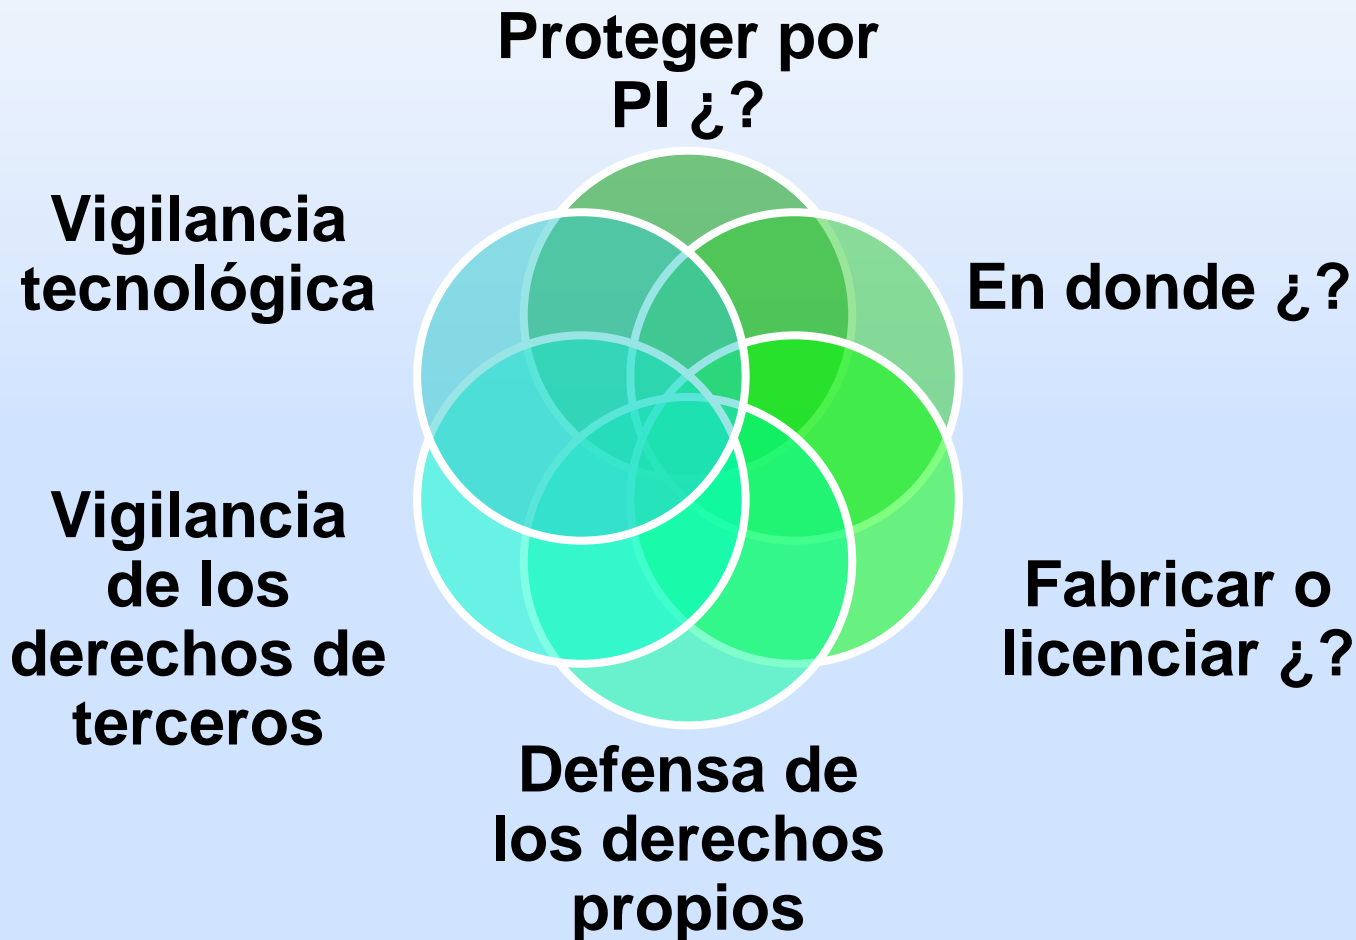 Proteger por
PI ¿?
En donde ¿?
Fabricar o
licenciar ¿?
Defensa de
los derechos
propios
Vigilancia
de los
derechos de
terceros
Vigilancia
tecnológica